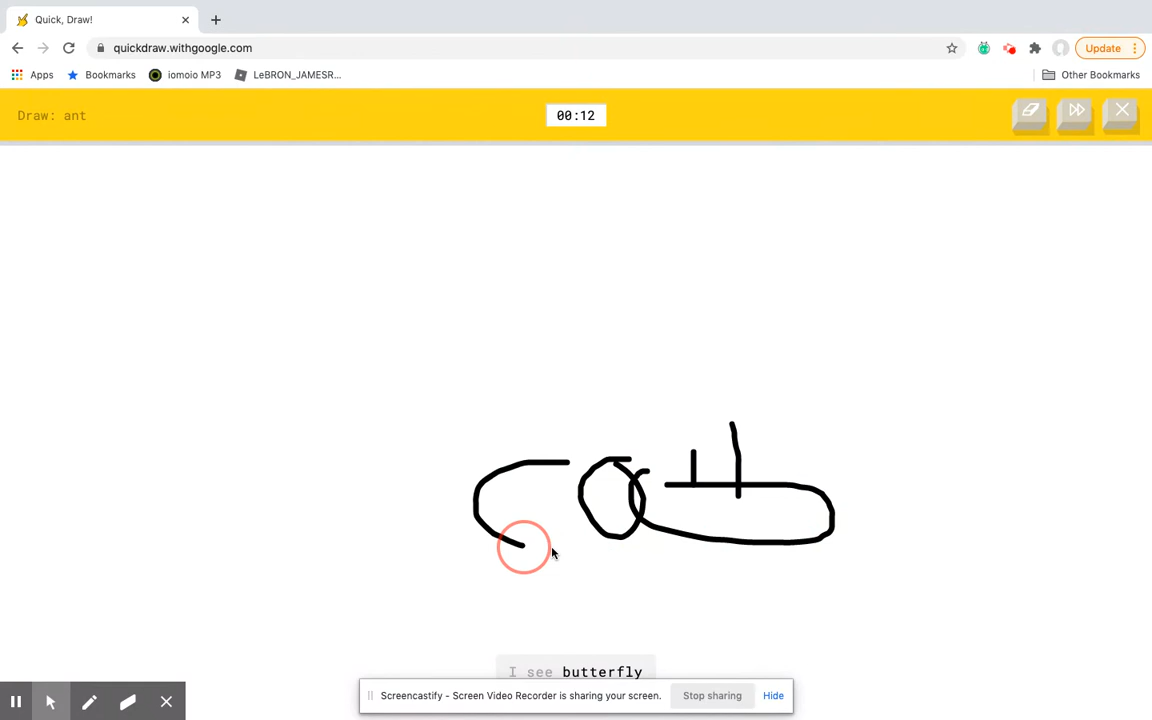 Quick, Draw!
quickdraw.withgoogle.com
Update
Apps
Bookmarks
iomoio MP3
LeBRON_JAMESR...
Other Bookmarks
Draw: ant
00:12
I see butterfly
Screencastify - Screen Video Recorder is sharing your screen.
Stop sharing
Hide